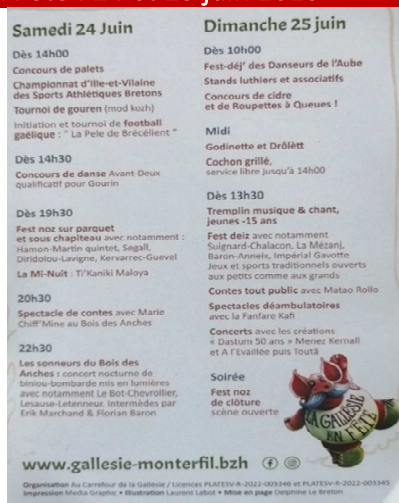 Samedi 24 Juin
Dès 14h00
Concours de palets
Championnat d'Ille-et-Vilaine
des Sports Athlétiques Bretons
Tournoi de gouren (mod kozh)
Initiation et tournoi de football
gaélique : " La Pele de Brécélien "
Dès 14h30
Concours de danse Avant-Deux
qualificatif pour Gourin
Dès 19h30
Fest noz sur parquet
et sous chapiteau avec notamment :
Hamon-Martin quintet, Segall,
Diridolou-Lavigne, Kervarrec-Guevel
La Mi-Nuit : Ti'Kaniki Maloya
20h30
Spectacle de contes avec Marie
Chiff'Mine au Bois des Anches
22h30
Les sonneurs du Bois des
Anches : concert nocturne de
biniou-bombarde mis en lumières
avec notamment Le Bot-Chevrollier,
Lesause-Letenneur. Intermèdes par
Erik Marchand & Florian Baron
Dimanche 25 juin
Dès 10h00
Fest-déj' des Danseurs de l'Aube
Stands luthiers et associatifs
Concours de cidre
et de Roupettes à Queues !
Midi
Godinette et Drôlètt
Cochon grillé,
service libre jusqu'à 14h00
Dès 13h30
Tremplin musique & chant,
jeunes -15 ans
Fest deiz avec notamment
Suignard-Chalacon, La Mézanj,
Baron-Anneix, Impérial Gavotte
Jeux et sports traditionnels ouverts
aux petits comme aux grands
Contes tout public avec Matao Rollo
Spectacles déambulatoires
avec la Fanfare Kafi
Concerts avec les créations
« Dastum 50 ans » Menez Kernall
et A l'Evaillée puis Toutâ
Soirée
Fest noz
de clôture
scène ouverte
LA GALLÉSIE
EN FÊTE
www.gallesie-monterfil.bzh
Organisation Au Carrefour de la Gallésie / Licences PLATESV-R-2022-003346 et PLATESV-R-2022-003345
Impression Media Graphic • Illustration Laurent Labot • Mise en page Delphine Le Breton